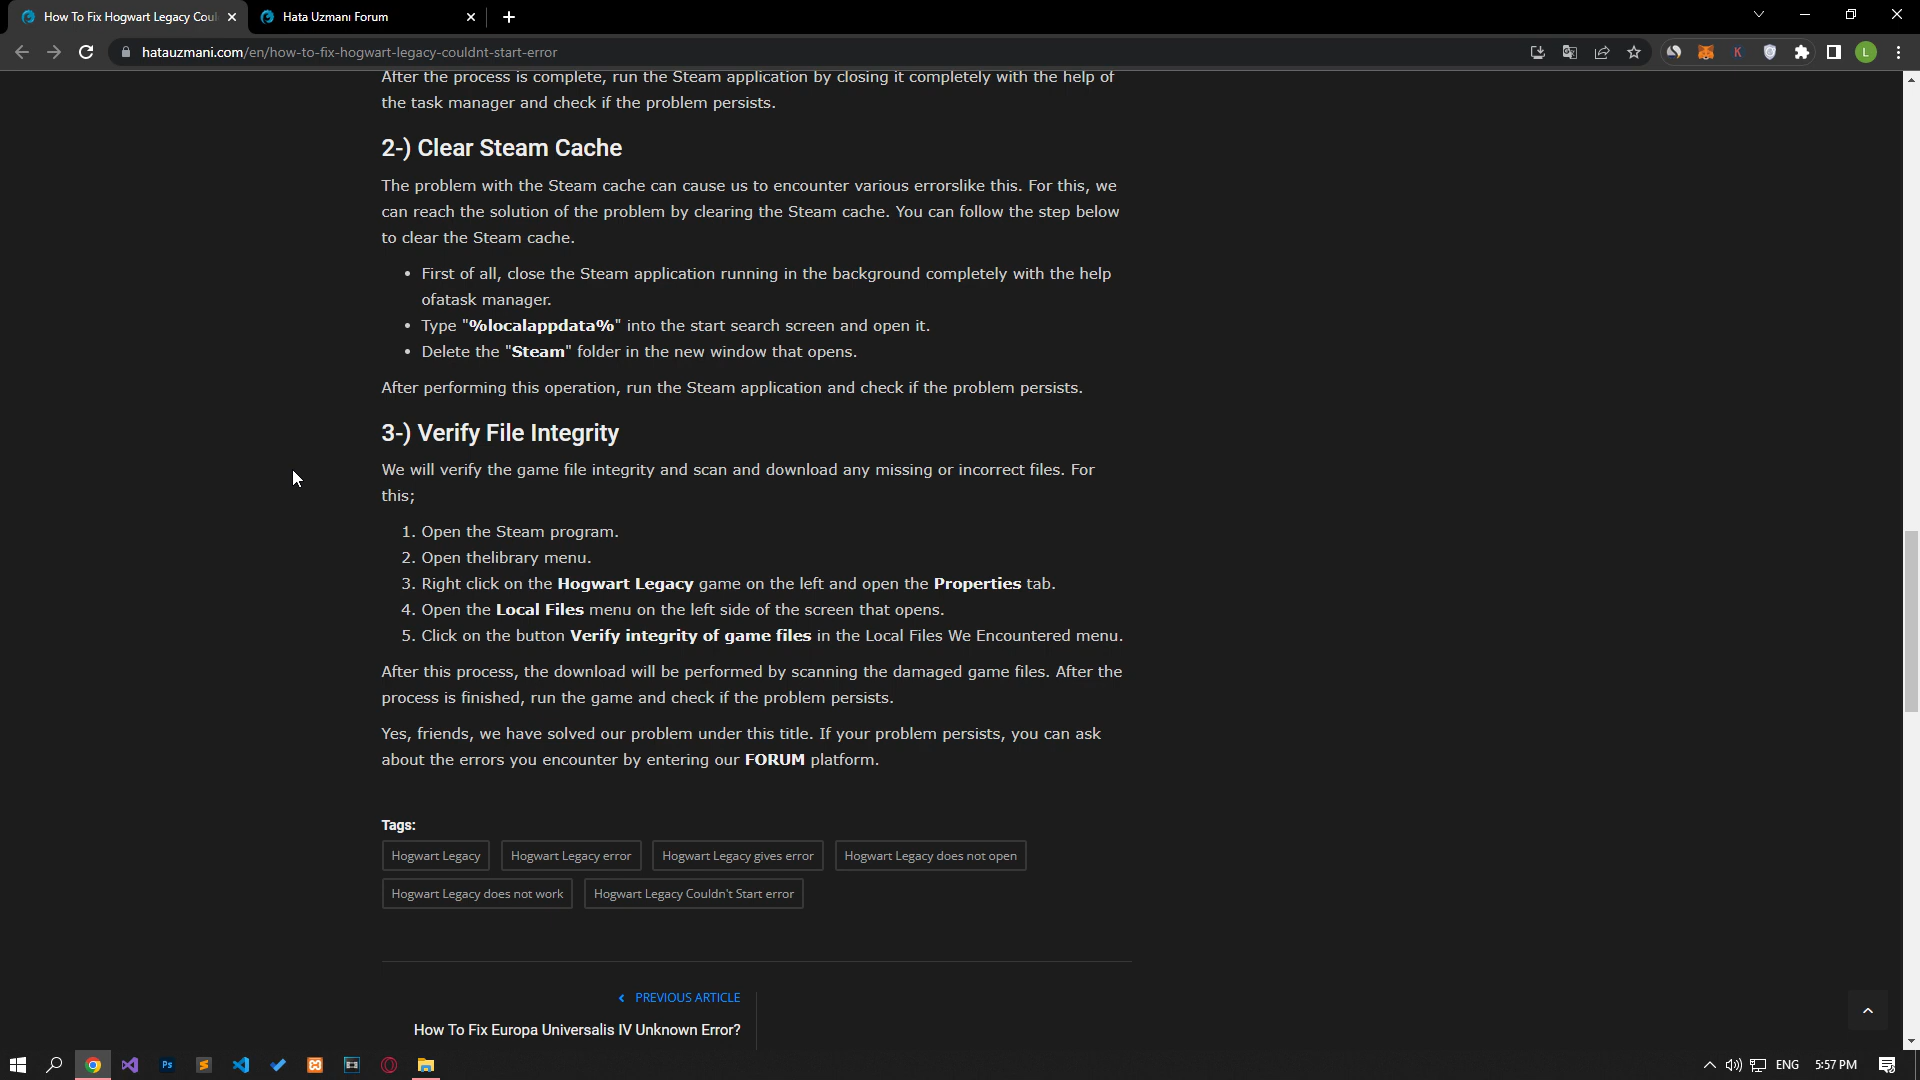 How To Fix Hogwart Legacy Coul
Hata Uzmanı Forum
hatauzmani.com/en/how-to-fix-hogwart-legacy-couldnt-start-error
K
L
After the process is complete, run the Steam application by closing it completely with the help of
the task manager and check if the problem persists.
2-) Clear Steam Cache
The problem with the Steam cache can cause us to encounter various errorslike this. For this, we
can reach the solution of the problem by clearing the Steam cache. You can follow the step below
to clear the Steam cache.
• First of all, close the Steam application running in the background completely with the help
ofatask manager.
• Type "%localappdata%" into the start search screen and open it.
• Delete the "Steam" folder in the new window that opens.
After performing this operation, run the Steam application and check if the problem persists.
3-) Verify File Integrity
We will verify the game file integrity and scan and download any missing or incorrect files. For
this;
1. Open the Steam program.
2. Open thelibrary menu.
3. Right click on the Hogwart Legacy game on the left and open the Properties tab.
4. Open the Local Files menu on the left side of the screen that opens.
5. Click on the button Verify integrity of game files in the Local Files We Encountered menu.
After this process, the download will be performed by scanning the damaged game files. After the
process is finished, run the game and check if the problem persists.
Yes, friends, we have solved our problem under this title. If your problem persists, you can ask
about the errors you encounter by entering our FORUM platform.
Tags:
Hogwart Legacy Hogwart Legacy error Hogwart Legacy gives error Hogwart Legacy does not open
Hogwart Legacy does not work Hogwart Legacy Couldn't Start error
PREVIOUS ARTICLE
How To Fix Europa Universalis IV Unknown Error?
Ps
ENG
5:57 PM